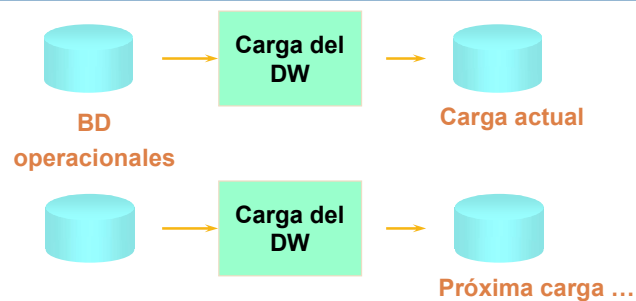 Carga del
DW
BD
operacionales
Carga actual
Carga del
DW
Próxima carga ...